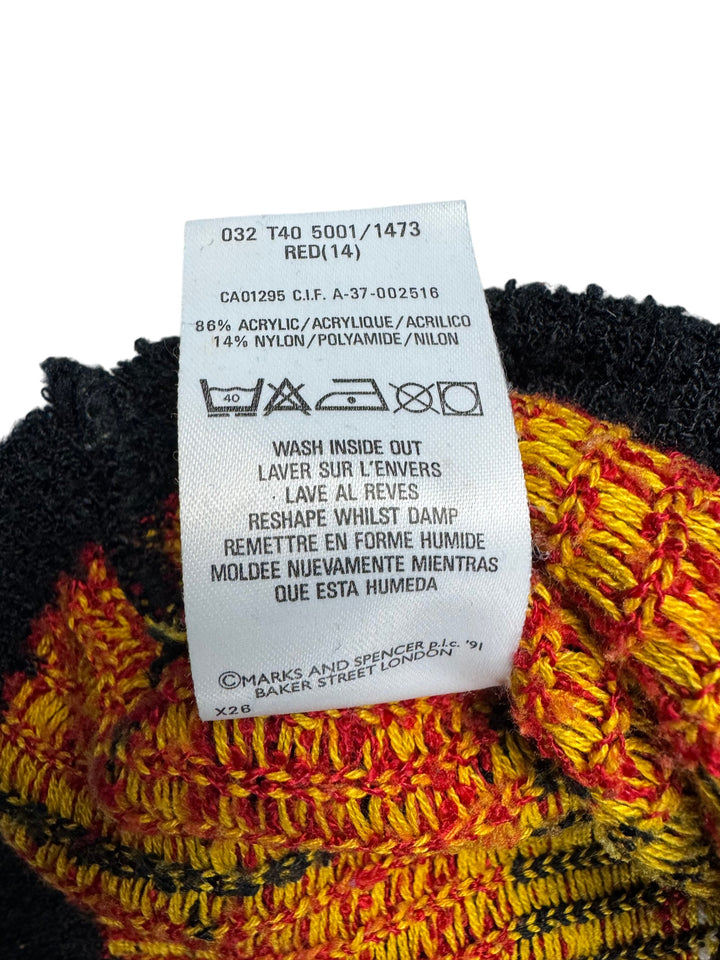 032 T40 5001/1473
RED(14)
CA01295 C.I.F. A-37-002516
86% ACRYLIC/ACRYLIQUE/ACRILICO
14% NYLON/POLYAMIDE/NILON
40
WASH INSIDE OUT
LAVER SUR L'ENVERS
LAVE AL REVES
RESHAPE WHILST DAMP
REMETTRE EN FORME HUMIDE
MOLDEE NUEVAMENTE MIENTRAS
QUE ESTA HUMEDA
©MARKS AND SPENCER p.l.c. '91
BAKER STREET LONDON
X26